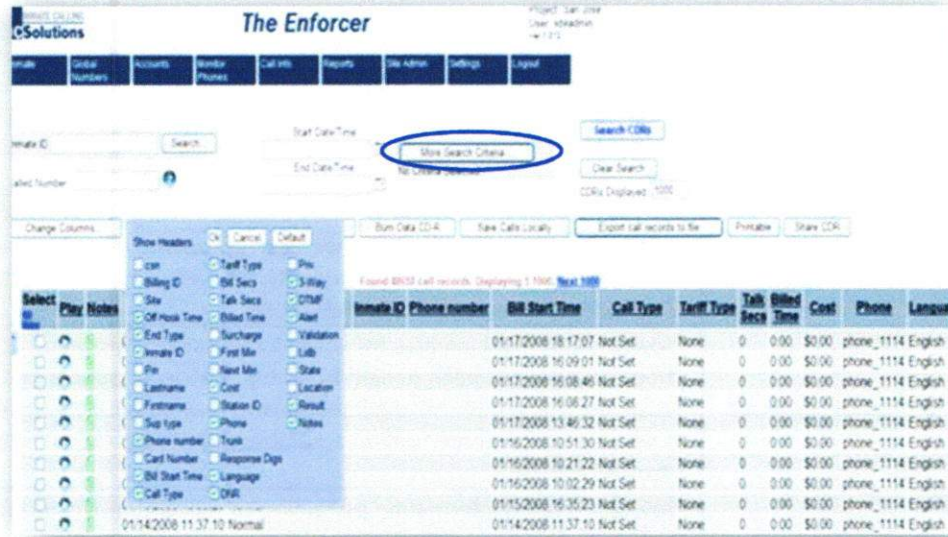 INMATE CALLING
Solutions
The Enforcer
Project: San Jose
User:
Inmate
Global Numbers
Accounts
Monitor Phones
Call Info
Reports
Site Admin
Settings
Logout
Inmate ID
Search
Start Date/Time
More Search Criteria
Search CDRs
Called Number
End Date/Time
No Criteria Selected
Clear Search
CDRs Displayed: 1000
Change Columns...
Burn Data CD-R
Save Calls Locally
Export call records to file
Printable
Share CDR
Show Headers Ok Cancel Default
csn Tariff Type Priv
Billing ID Bill Secs 3-Way
Site Talk Secs DTMF
Off Hook Time Billed Time Alert
End Type Surcharge Validation
Inmate ID First Min Lidb
Pin Next Min State
Lastname Cost Location
Firstname Station ID Result
Sup type Phone Notes
Phone number Trunk
Card Number Response Digs
Bill Start Time Language
Call Type DNR
call records. Displaying 1-1000. Next 1000
Select Play Notes Inmate ID Phone number Bill Start Time Call Type Tariff Type Talk Secs Billed Time Cost Phone Langua
01/17/2008 18:17:07 Not Set None 0 0:00 $0.00 phone_1114 English
01/17/2008 16:09:01 Not Set None 0 0:00 $0.00 phone_1114 English
01/17/2008 16:08:46 Not Set None 0 0:00 $0.00 phone_1114 English
01/17/2008 16:08:27 Not Set None 0 0:00 $0.00 phone_1114 English
01/17/2008 13:46:32 Not Set None 0 0:00 $0.00 phone_1114 English
01/16/2008 10:51:30 Not Set None 0 0:00 $0.00 phone_1114 English
01/16/2008 10:21:22 Not Set None 0 0:00 $0.00 phone_1114 English
01/16/2008 10:02:29 Not Set None 0 0:00 $0.00 phone_1114 English
01/15/2008 16:35:23 Not Set None 0 0:00 $0.00 phone_1114 English
01/14/2008 11:37:10 Normal 01/14/2008 11:37:10 Not Set None 0 0:00 $0.00 phone_1114 English